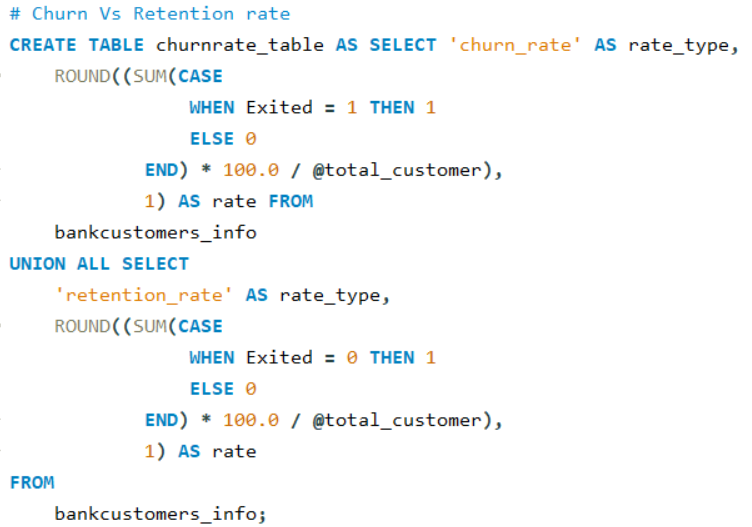 # Churn Vs Retention rate
CREATE TABLE churnrate_table AS SELECT 'churn_rate' AS rate_type,
ROUND((SUM(CASE
WHEN Exited = 1 THEN 1
ELSE 0
END) * 100.0 / @total_customer),
1) AS rate FROM
bankcustomers_info
UNION ALL SELECT
'retention_rate' AS rate_type,
ROUND((SUM(CASE
WHEN Exited = 0 THEN 1
ELSE 0
END) * 100.0 / @total_customer),
1) AS rate
FROM
bankcustomers_info;